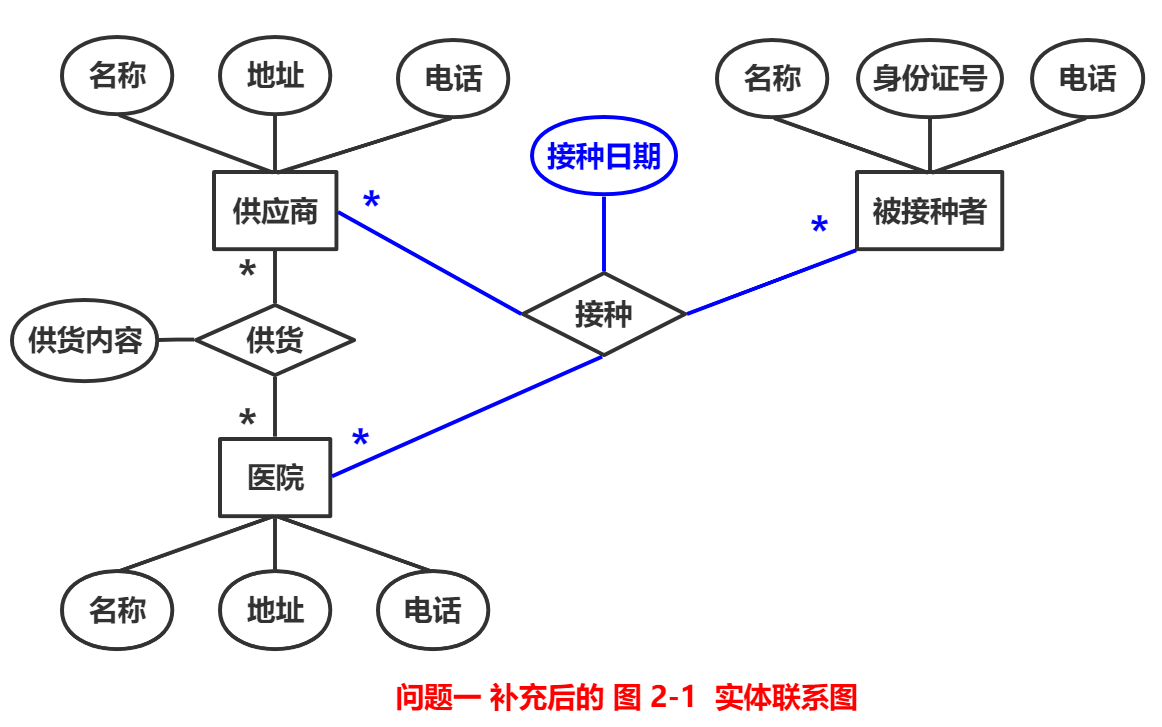 名称 地址 电话 名称 身份证号 电话
接种日期
供应商 * * 被接种者
*
供货内容 供货 接种
* *
医院
名称 地址 电话
问题一 补充后的 图 2-1 实体联系图